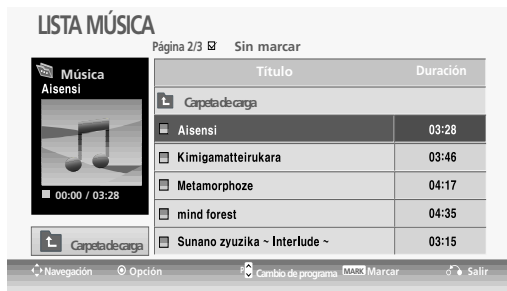 LISTA MÚSICA
Página 2/3 Sin marcar
Música
Aisensi
00:00 / 03:28
Carpeta de carga
Título Duración
Carpeta de carga
Aisensi 03:28
Kimigamatteirukara 03:46
Metamorphoze 04:17
mind forest 04:35
Sunano zyuzika ~ Interlude ~ 03:15
Navegación Opción P Cambio de programa MARK Marcar Salir